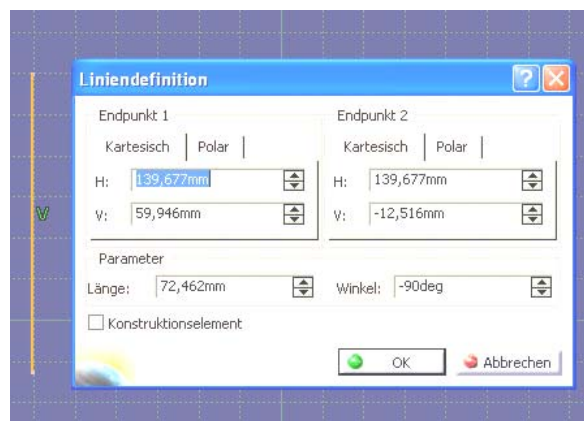 Liniendefinition
Endpunkt 1
Endpunkt 2
Kartesisch Polar
Kartesisch Polar
H: 139,677mm
H: 139,677mm
V: 59,946mm
V: -12,516mm
V
Parameter
Länge: 72,462mm
Winkel: -90deg
Konstruktionselement
OK
Abbrechen